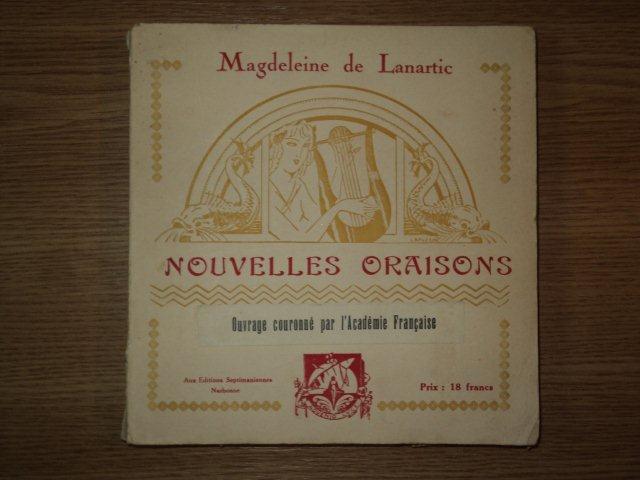 Magdeleine de Lanartic
NOUVELLES ORAISONS
Ouvrage couronné par l'Académie Française
Aux Editions Septimaniennes
Narbonne
Prix : 18 francs